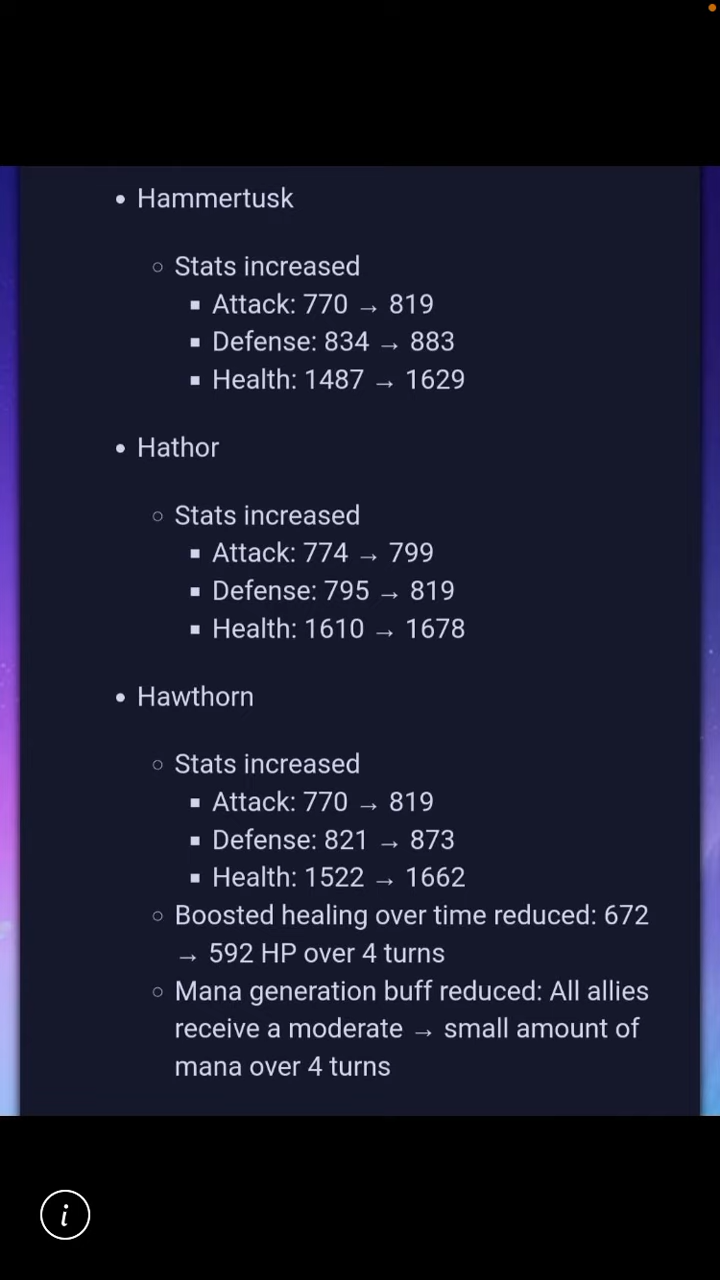 • Hammertusk
○ Stats increased
▪ Attack: 770 → 819
▪ Defense: 834 → 883
▪ Health: 1487 → 1629
• Hathor
○ Stats increased
▪ Attack: 774 → 799
▪ Defense: 795 → 819
▪ Health: 1610 → 1678
• Hawthorn
○ Stats increased
▪ Attack: 770 → 819
▪ Defense: 821 → 873
▪ Health: 1522 → 1662
○ Boosted healing over time reduced: 672
→ 592 HP over 4 turns
○ Mana generation buff reduced: All allies
receive a moderate → small amount of
mana over 4 turns
i